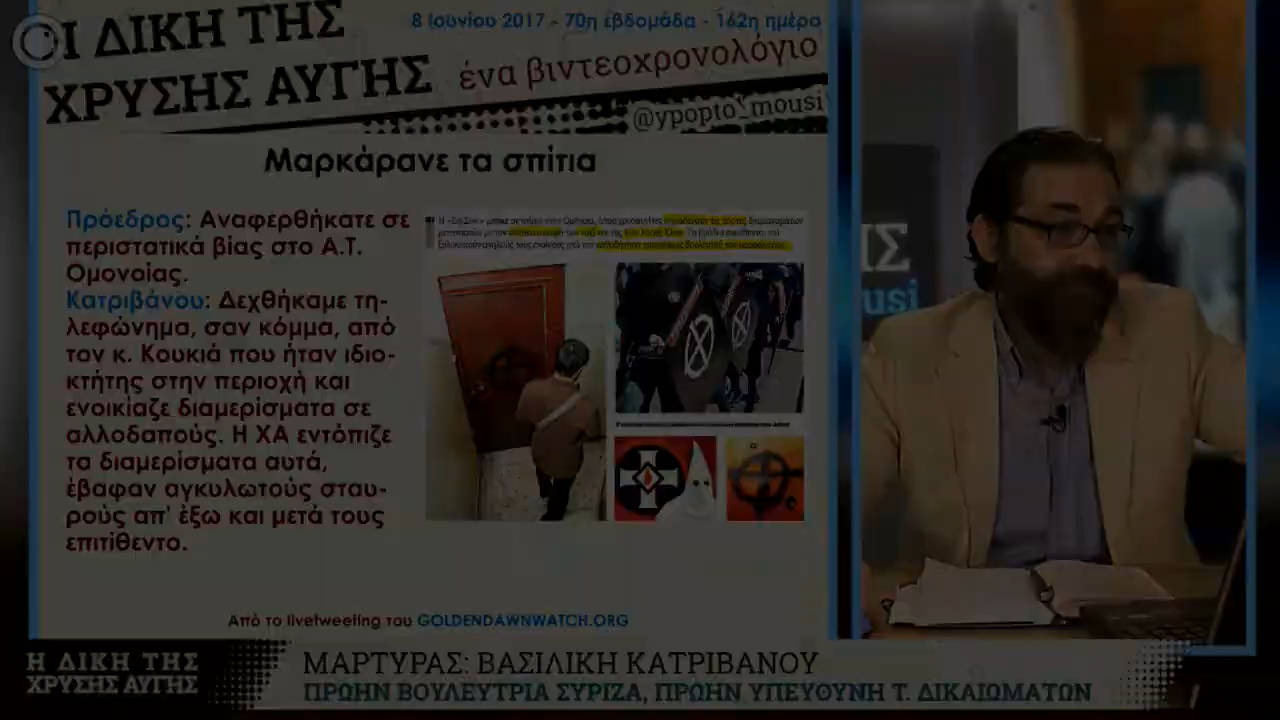 Η ΔΙΚΗ ΤΗΣ
ΧΡΥΣΗΣ ΑΥΓΗΣ
8 Ιουνίου 2017 - 70η εβδομάδα - 162η ημέρα
ένα βιντεοχρονολόγιο
@ypopto_mousi
Μαρκάρανε τα σπίτια
Πρόεδρος: Αναφερθήκατε σε
περιστατικά βίας στο Α.Τ.
Ομονοίας.
Κατριβάνου: Δεχθήκαμε τη-
λεφώνημα, σαν κόμμα, από
τον κ. Κουκιά που ήταν ιδιο-
κτήτης στην περιοχή και
ενοικίαζε διαμερίσματα σε
αλλοδαπούς. Η ΧΑ εντόπιζε
τα διαμερίσματα αυτά,
έβαφαν αγκυλωτούς σταυ-
ρούς απ' έξω και μετά τους
επιτίθεντο.
Από το livetweeting του GOLDENDAWNWATCH.ORG
ΗΣ
ousi
Η ΔΙΚΗ ΤΗΣ
ΧΡΥΣΗΣ ΑΥΓΗΣ
ΜΑΡΤΥΡΑΣ: ΒΑΣΙΛΙΚΗ ΚΑΤΡΙΒΑΝΟΥ
ΠΡΩΗΝ ΒΟΥΛΕΥΤΡΙΑ ΣΥΡΙΖΑ, ΠΡΩΗΝ ΥΠΕΥΘΥΝΗ Τ. ΔΙΚΑΙΩΜΑΤΩΝ